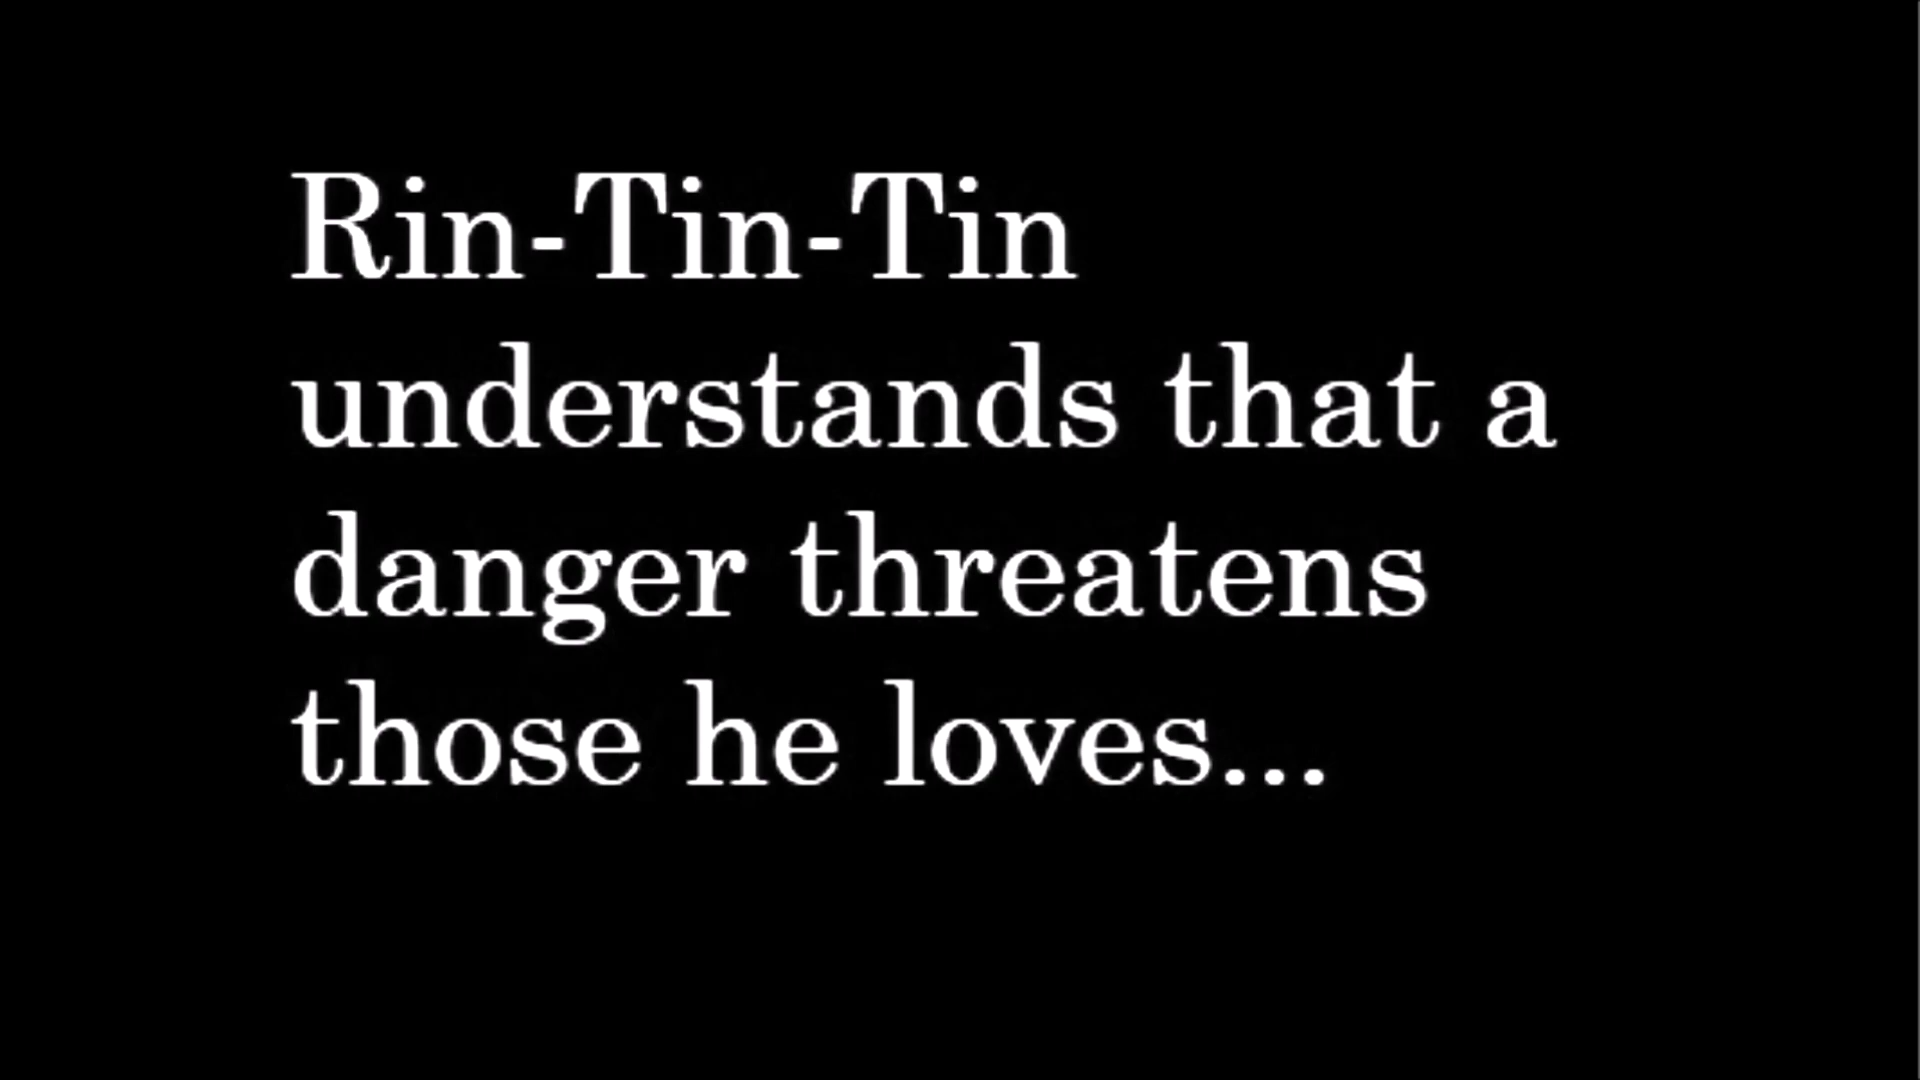 Rin-Tin-Tin
understands that a
danger threatens
those he loves...